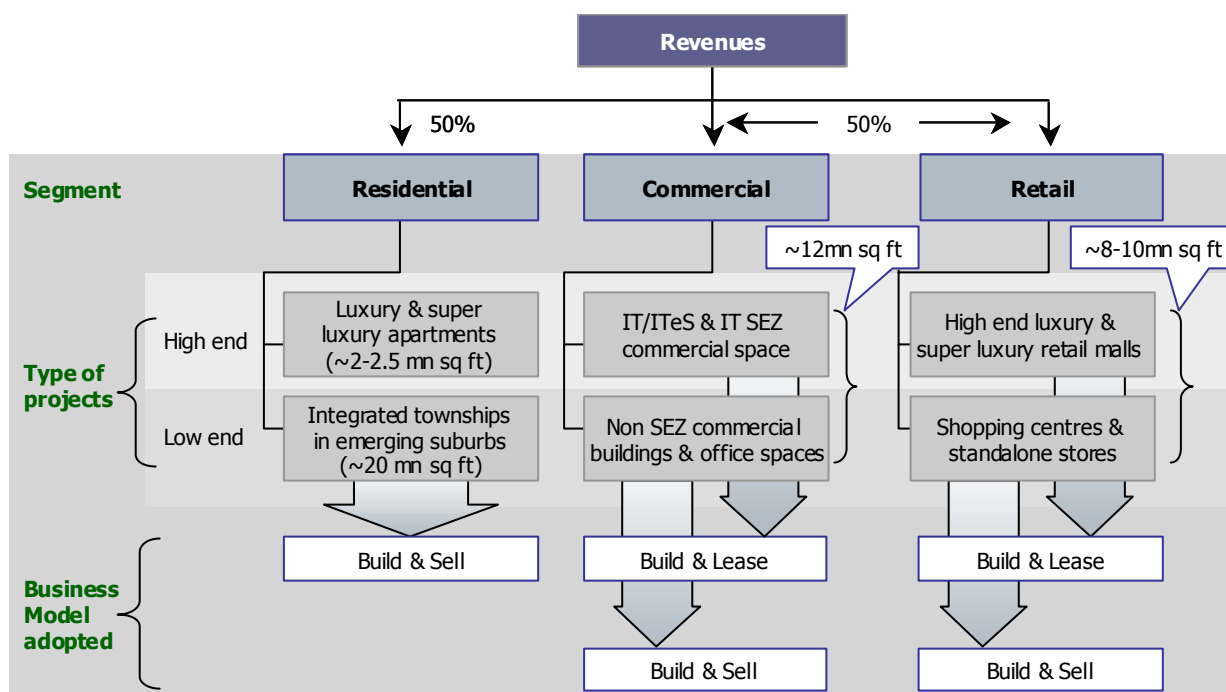 Revenues
50%
50%
Segment
Residential
Commercial
Retail
~12mn sq ft
~8-10mn sq ft
Type of
projects
High end
Luxury & super
luxury apartments
(~2-2.5 mn sq ft)
IT/ITeS & IT SEZ
commercial space
High end luxury &
super luxury retail malls
Low end
Integrated townships
in emerging suburbs
(~20 mn sq ft)
Non SEZ commercial
buildings & office spaces
Shopping centres &
standalone stores
Business
Model
adopted
Build & Sell
Build & Lease
Build & Lease
Build & Sell
Build & Sell